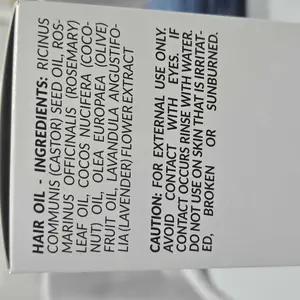 HAIR OIL - INGREDIENTS: RICINUS
COMMUNIS (CASTOR) SEED OIL, ROS-
MARINUS OFFICINALIS (ROSEMARY)
LEAF OIL, COCOS NUCIFERA (COCO-
NUT) OIL, OLEA EUROPAEA (OLIVE)
FRUIT OIL, LAVANDULA ANGUSTIFO-
LIA (LAVENDER) FLOWER EXTRACT
CAUTION: FOR EXTERNAL USE ONLY.
AVOID CONTACT WITH EYES. IF
CONTACT OCCURS RINSE WITH WATER.
DO NOT USE ON SKIN THAT IS IRRITAT-
ED, BROKEN OR SUNBURNED.